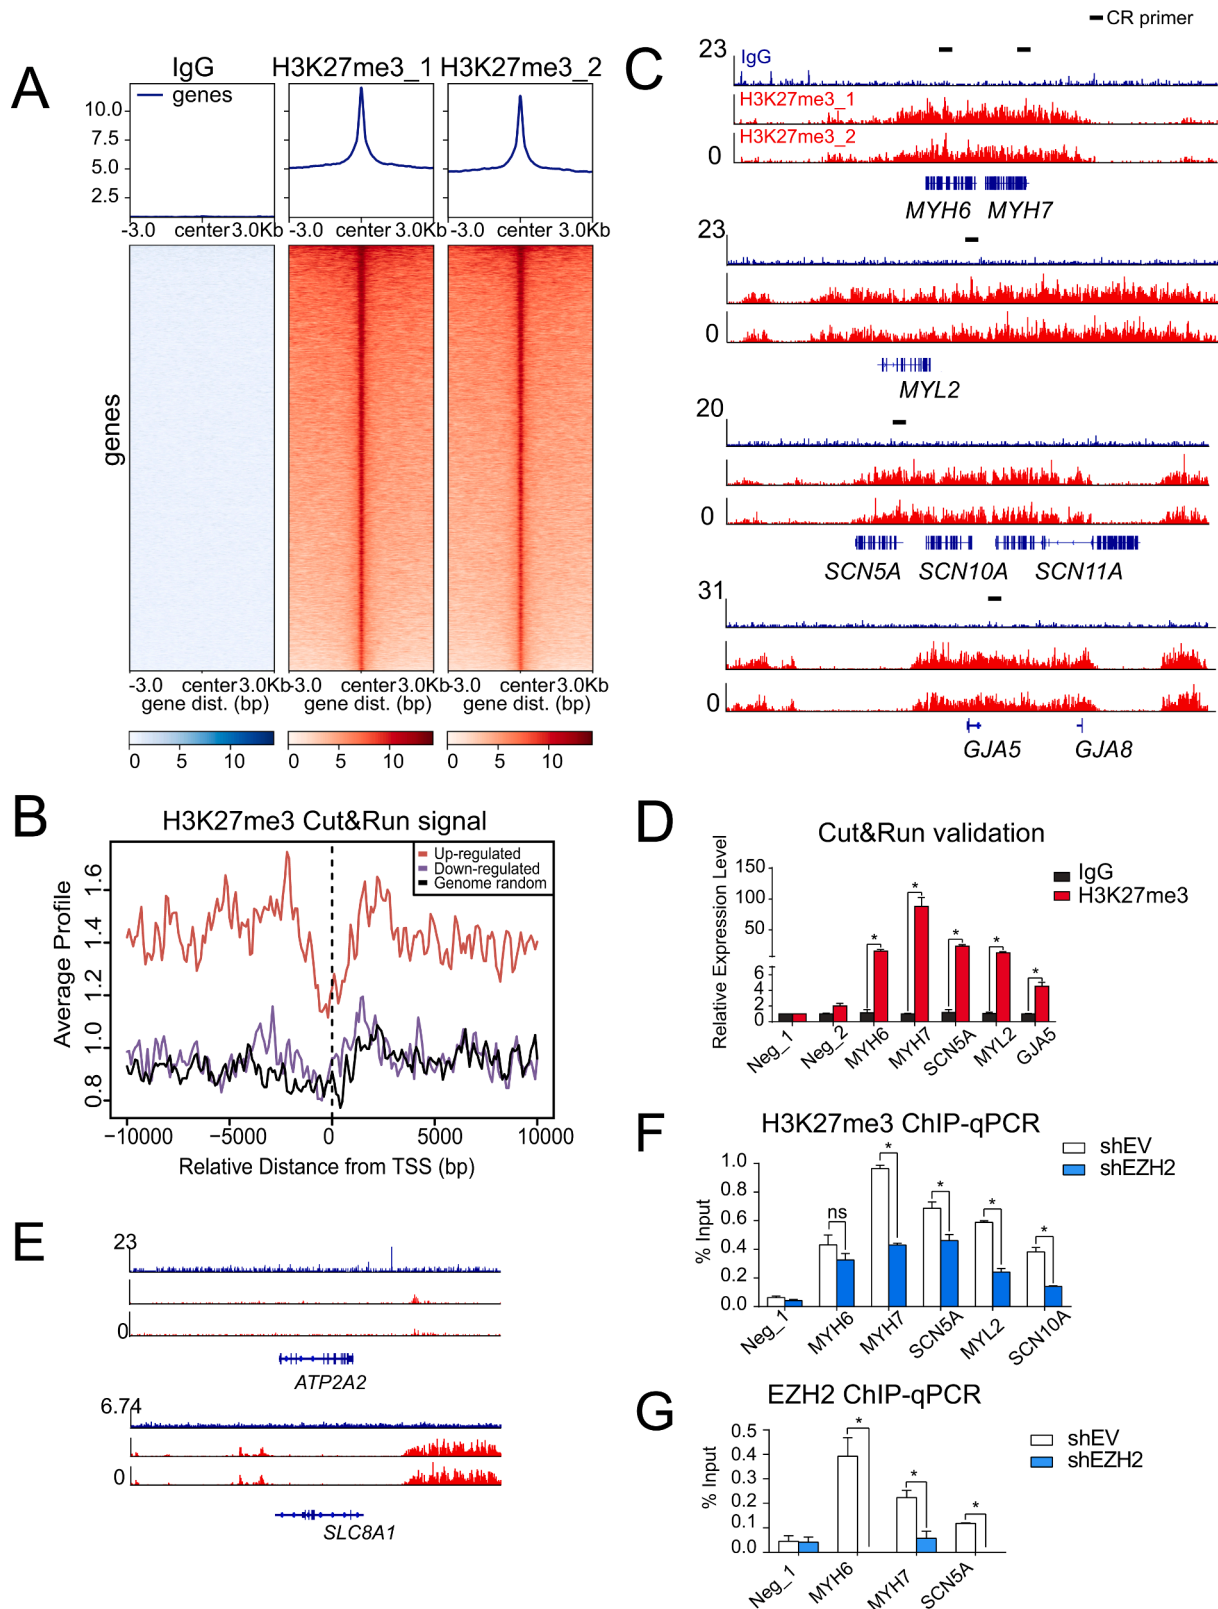 A
IgG
H3K27me3_1
H3K27me3_2
genes
10.0
7.5
5.0
2.5
-3.0 center 3.0Kb
center 3.0Kb
center 3.0Kb
genes
-3.0 center 3.0Kb
-3.0 center 3.0Kb
-3.0 center 3.0Kb
gene dist. (bp)
gene dist. (bp)
gene dist. (bp)
0 5 10
0 5 10
0 5 10
B
H3K27me3 Cut&Run signal
Up-regulated
Down-regulated
Genome random
Average Profile
1.6
1.4
1.2
1.0
0.8
−10000 −5000 0 5000 10000
Relative Distance from TSS (bp)
C
CR primer
23
IgG
H3K27me3_1
H3K27me3_2
0
MYH6 MYH7
23
0
MYL2
20
0
SCN5A SCN10A SCN11A
31
0
GJA5 GJA8
D
Cut&Run validation
IgG
H3K27me3
Relative Expression Level
150
100
50
6
4
2
0
* * * * *
Neg_1 Neg_2 MYH6 MYH7 SCN5A MYL2 GJA5
E
23
0
ATP2A2
6.74
0
SLC8A1
F
H3K27me3 ChIP-qPCR
shEV
shEZH2
% Input
1.0
0.8
0.6
0.4
0.2
0.0
ns * * * *
Neg_1 MYH6 MYH7 SCN5A MYL2 SCN10A
G
EZH2 ChIP-qPCR
shEV
shEZH2
% Input
0.5
0.4
0.3
0.2
0.1
0.0
* * *
Neg_1 MYH6 MYH7 SCN5A